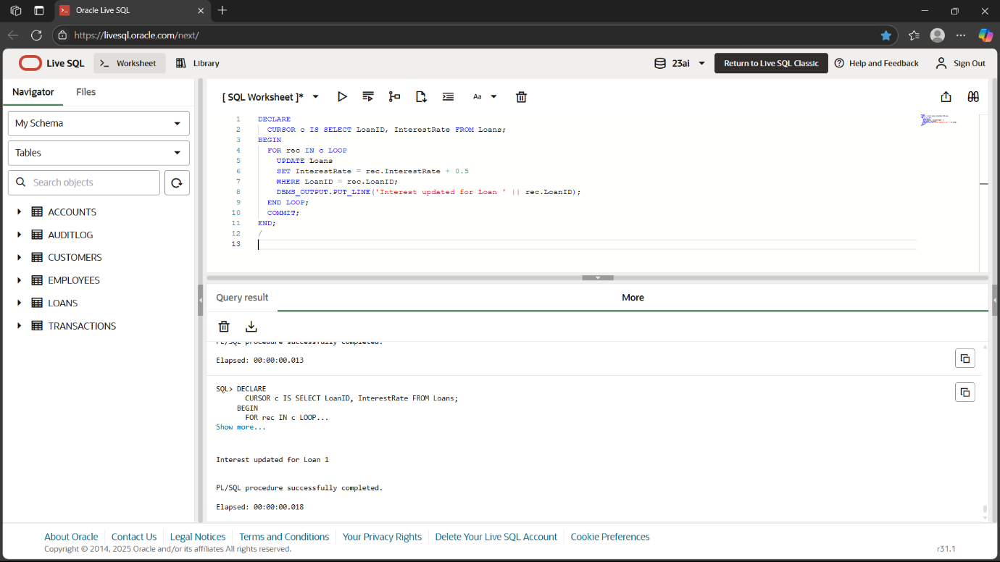 Oracle Live SQL
https://livesql.oracle.com/next/
Live SQL
Worksheet
Library
23ai
Return to Live SQL Classic
Help and Feedback
Sign Out
Navigator
Files
My Schema
Tables
Search objects
ACCOUNTS
AUDITLOG
CUSTOMERS
EMPLOYEES
LOANS
TRANSACTIONS
[ SQL Worksheet ]*
Aa
1 DECLARE
2 CURSOR c IS SELECT LoanID, InterestRate FROM Loans;
3 BEGIN
4 FOR rec IN c LOOP
5 UPDATE Loans
6 SET InterestRate = rec.InterestRate + 0.5
7 WHERE LoanID = rec.LoanID;
8 DBMS_OUTPUT.PUT_LINE('Interest updated for Loan ' || rec.LoanID);
9 END LOOP;
10 COMMIT;
11 END;
12 /
13
Query result
More
PL/SQL procedure successfully completed.
Elapsed: 00:00:00.013
SQL> DECLARE
CURSOR c IS SELECT LoanID, InterestRate FROM Loans;
BEGIN
FOR rec IN c LOOP...
Show more...
Interest updated for Loan 1
PL/SQL procedure successfully completed.
Elapsed: 00:00:00.018
About Oracle
Contact Us
Legal Notices
Terms and Conditions
Your Privacy Rights
Delete Your Live SQL Account
Cookie Preferences
Copyright © 2014, 2025 Oracle and/or its affiliates All rights reserved.
r31.1